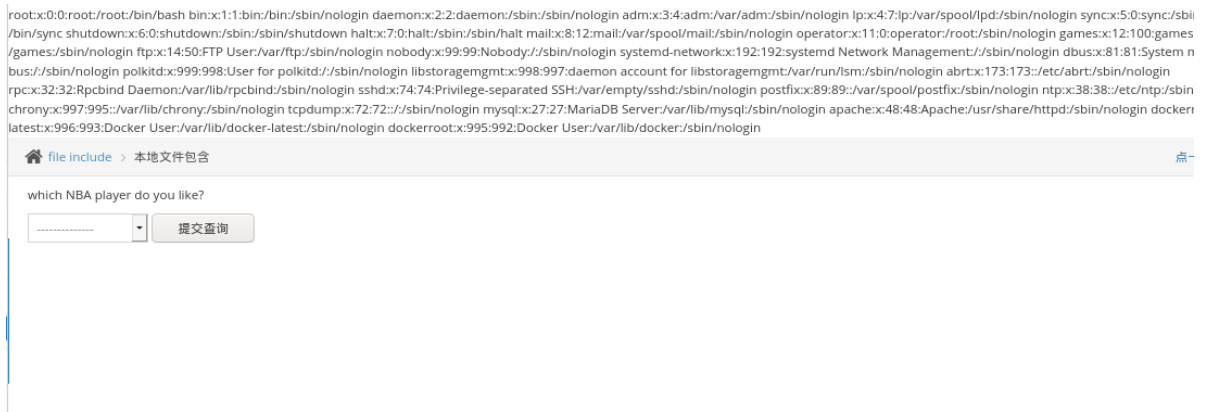 root:x:0:0:root:/root:/bin/bash bin:x:1:1:bin:/bin:/sbin/nologin daemon:x:2:2:daemon:/sbin:/sbin/nologin adm:x:3:4:adm:/var/adm:/sbin/nologin lp:x:4:7:lp:/var/spool/lpd:/sbin/nologin sync:x:5:0:sync:/sbi
/bin/sync shutdown:x:6:0:shutdown:/sbin:/sbin/shutdown halt:x:7:0:halt:/sbin:/sbin/halt mail:x:8:12:mail:/var/spool/mail:/sbin/nologin operator:x:11:0:operator:/root:/sbin/nologin games:x:12:100:games
/games:/sbin/nologin ftp:x:14:50:FTP User:/var/ftp:/sbin/nologin nobody:x:99:99:Nobody:/:/sbin/nologin systemd-network:x:192:192:systemd Network Management:/:/sbin/nologin dbus:x:81:81:System m
bus:/:/sbin/nologin polkitd:x:999:998:User for polkitd:/:/sbin/nologin libstoragemgmt:x:998:997:daemon account for libstoragemgmt:/var/run/lsm:/sbin/nologin abrt:x:173:173::/etc/abrt:/sbin/nologin
rpc:x:32:32:Rpcbind Daemon:/var/lib/rpcbind:/sbin/nologin sshd:x:74:74:Privilege-separated SSH:/var/empty/sshd:/sbin/nologin postfix:x:89:89::/var/spool/postfix:/sbin/nologin ntp:x:38:38::/etc/ntp:/sbin
chrony:x:997:995::/var/lib/chrony:/sbin/nologin tcpdump:x:72:72::/:/sbin/nologin mysql:x:27:27:MariaDB Server:/var/lib/mysql:/sbin/nologin apache:x:48:48:Apache:/usr/share/httpd:/sbin/nologin dockerr
latest:x:996:993:Docker User:/var/lib/docker-latest:/sbin/nologin dockerroot:x:995:992:Docker User:/var/lib/docker:/sbin/nologin
file include > 本地文件包含 点一
which NBA player do you like?
-------------- 提交查询